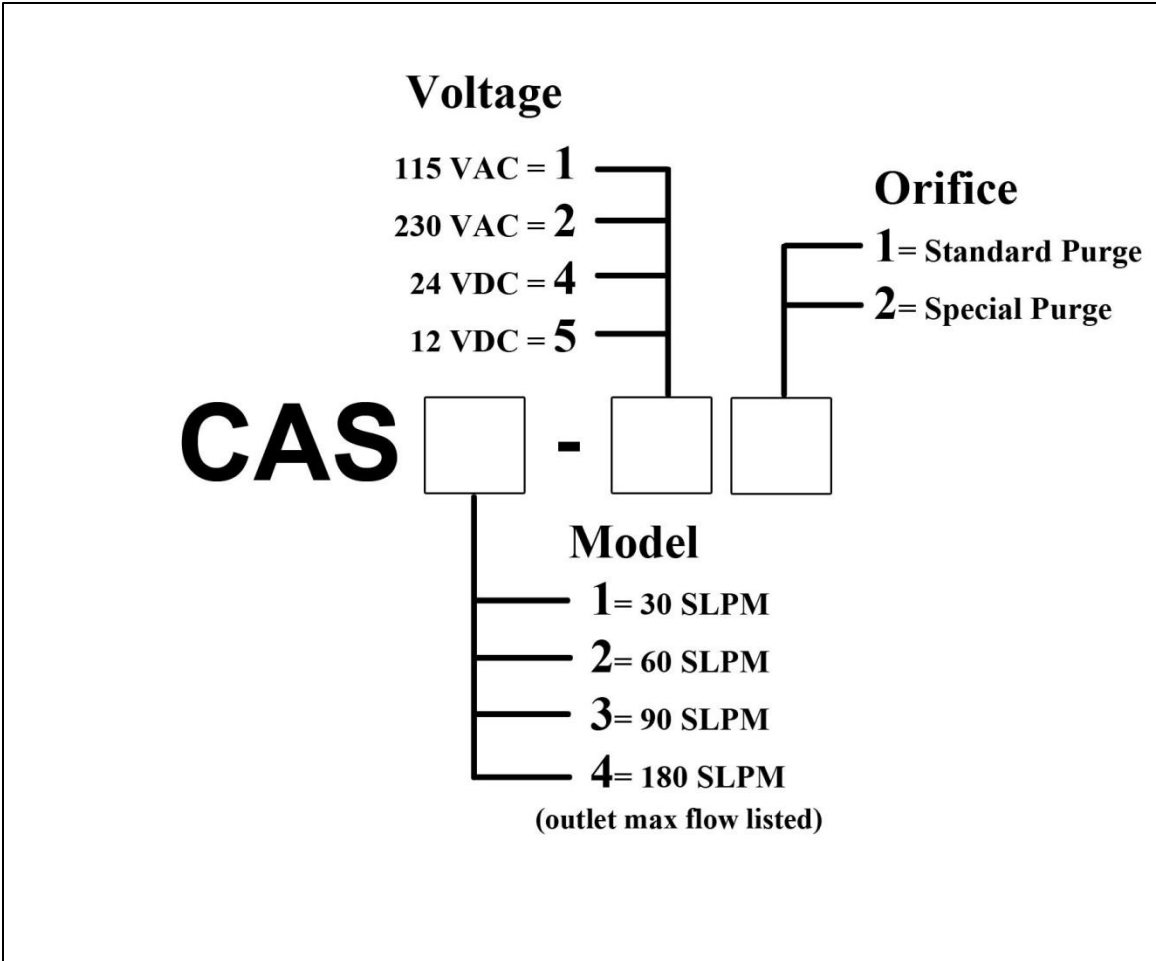 Voltage
115 VAC = 1
230 VAC = 2
24 VDC = 4
12 VDC = 5
Orifice
1= Standard Purge
2= Special Purge
CAS -
Model
1= 30 SLPM
2= 60 SLPM
3= 90 SLPM
4= 180 SLPM
(outlet max flow listed)